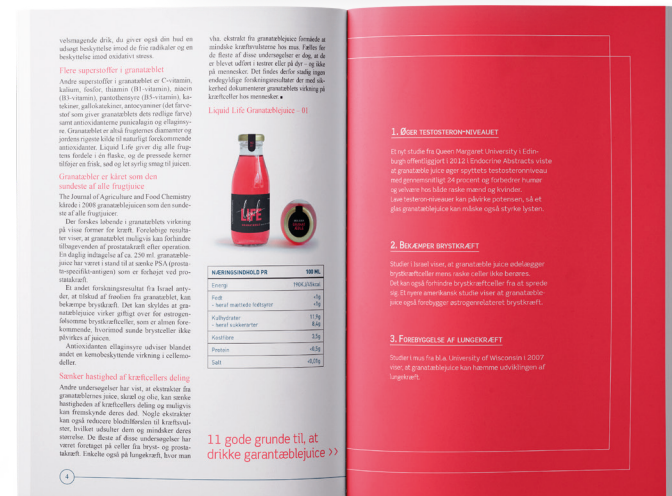 velsmagende drik, du giver også din hud en
adsøgt beskyttelse imod de frie radikaler og en
beskyttelse imod oxidativt stress.
Flere superstoffer i granatæblet
Andre superstoffer i granatæblet er C-vitamin,
kalium, fosfor, thiamin (B1-vitamin), niacin
(B3-vitamin), pantothensyre (B5-vitamin), ka-
tekiner, gallokatekinet, antocyaniner (det farve-
stof som giver granatæblets dets rødlige farve)
samt antioxidanterne punicalagin og ellaginsy-
re. Granatæblet er altså frugternes diamanter og
jordens rigeste kilde til naturligt forekommende
antioxidanter. Liquid Life giver dig alle frug-
tens fordele i én flaske, og de pressede kerner
tilføjer en frisk, sød og let syrlig smag til juicen.
Granatæbler er kåret som den
sundeste af alle frugtjuice
The Journal of Agriculture and Food Chemistry
kårede i 2008 granatæblejuicen som den sunde-
ste af alle frugtjuicer.
Der forskes løbende i granatæblets virkning
på visse former for kræft. Foreløbige resulta-
ter viser, at granatæblet muligvis kan forhindre
tilbagevenden af prostatakræft efter operation.
En daglig indtagelse af ca. 250 ml. granatæble-
juice har været i stand til at sænke PSA (prosta-
ta-specifikt-antigen) som er forhøjet ved pro-
statakræft.
Et andet forskningsresultat fra Israel anty-
der, at tilskud af frøolien fra granatæblet, kan
bekæmpe brystkræft. Det kan skyldes at gra-
natæblejuice virker giftigt over for østrogen-
følsomme brystkræftceller, som er almen fore-
kommende, hvorimod sunde brystceller ikke
påvirkes af juicen.
Antioxidanten ellaginsyre udviser blandet
andet en kemobeskyttende virkning i cellemo-
deller.
Sænker hastighed af kræftcellers deling
Andre undersøgelser har vist, at ekstrakter fra
granatæblernes juice, skræl og olie, kan sænke
hastigheden af kræftcellers deling og muligvis
kan fremskynde deres død. Nogle ekstrakter
kan også reducere blodtilførslen til kræftsvul-
ster, hvilket udsulter dem og mindsker deres
størrelse. De fleste af disse undersøgelser har
været foretaget på celler fra bryst- og prosta-
takræft. Enkelte også på lungekræft, hvor man
4
vha. ekstrakt fra granatæblejuice formåede at
mindske kræftvulsterne hos mus. Fælles for
de fleste af disse undersøgelser er dog, at de
er blevet udført i testrør eller på dyr – og ikke
på mennesker. Det findes derfor stadig ingen
endegyldige forskningsresultater der med sik-
kerhed dokumenterer granatæblets virkning på
kræftceller hos mennesker.
Liquid Life Granatæblejuice - 01
LIFE
NÆRINGSINDHOLD PR 100 ML
Energi
Fedt
- heraf mættede fedtsyrer
Kulhydrater
- heraf sukkerarter
Kostfibre
Protein
Salt
11 gode grunde til, at
drikke garantæblejuice >>
1. ØGER TESTOSTERON-NIVEAUET
Et nyt studie fra Queen Margaret University i Edin-
burgh offentliggjort i 2012 i Endocrine Abstracts viste
at granatæble juice øger spyttets testosteronniveau
med gennemsnitligt 24 procent og forbedrer humør
og velvære hos både raske mænd og kvinder.
Lave testeron-niveauer kan påvirke potensen, så et
glas granatæblejuice kan måske også styrke lysten.
2. BEKÆMPER BRYSTKRÆFT
Studier i Israel viser, at granatæble juice ødelægger
brystkræftceller mens raske celler ikke berøres.
Det kan også forhindre brystkræftceller fra at sprede
sig. Et nyere amerikansk studie viser at granatæble-
juice også forebygger østrogenrelateret brystkræft.
3. FOREBYGGELSE AF LUNGEKRÆFT
Studier i mus fra bl.a. University of Wisconsin i 2007
viser, at granatæblejuice kan hæmme udviklingen af
lungekræft.